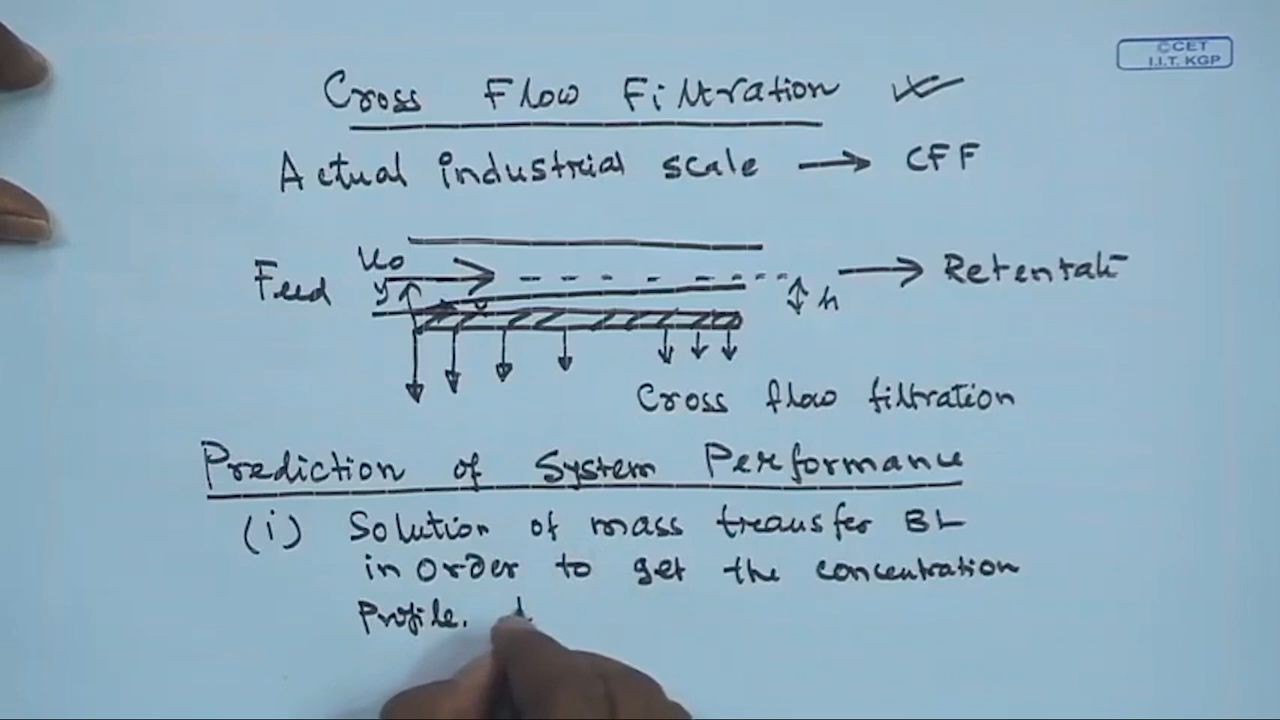 ©CET
I.I.T. KGP
Cross Flow Filtration
Actual industrial scale → CFF
Feed u₀ → Retentate
y
h
Cross flow filtration
Prediction of System Performance
(i) Solution of mass transfer BL
in order to get the concentration
Profile.